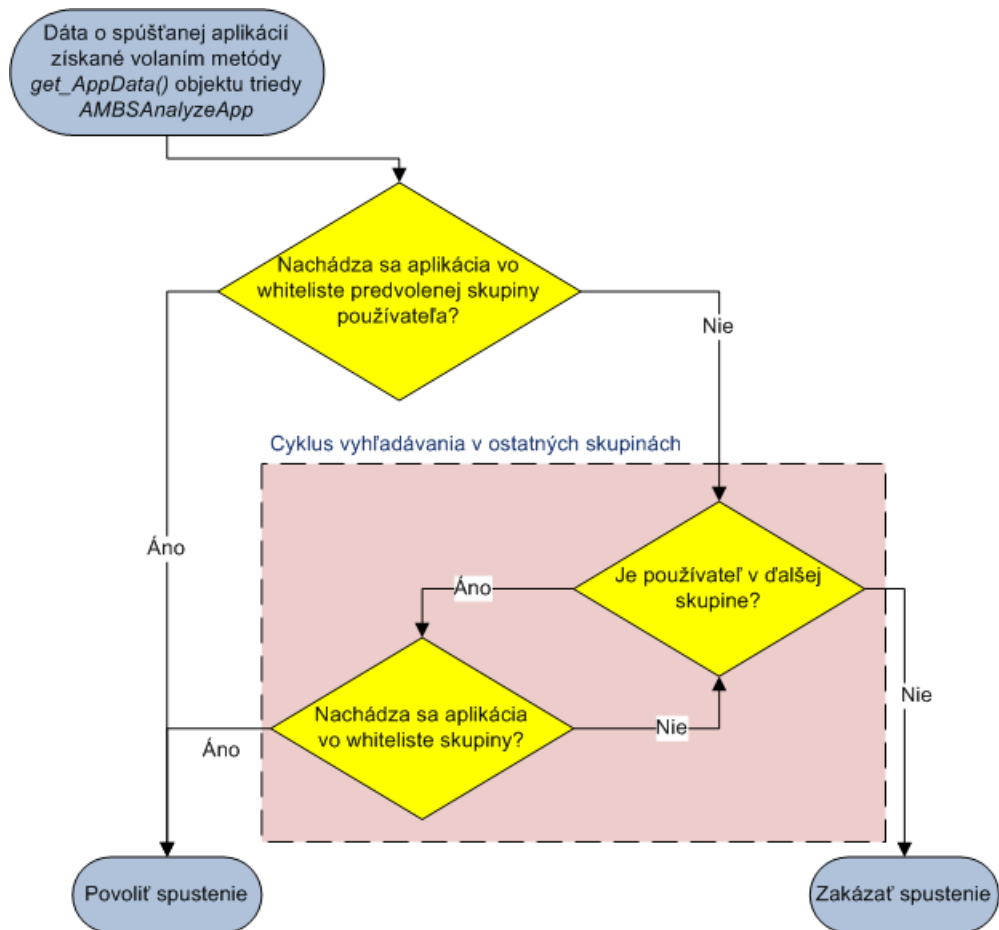 Dáta o spúšťanej aplikácií
získané volaním metódy
get_AppData() objektu triedy
AMBSAnalyzeApp
Nachádza sa aplikácia vo
whiteliste predvolenej skupiny
používateľa?
Nie
Cyklus vyhľadávania v ostatných skupinách
Áno
Je používateľ v ďalšej
skupine?
Áno
Nachádza sa aplikácia
vo whiteliste skupiny?
Nie
Nie
Áno
Povoliť spustenie
Zakázať spustenie